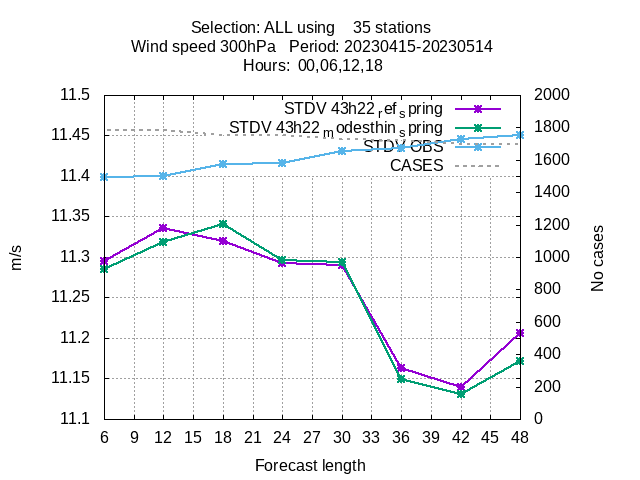 Selection: ALL using 35 stations
Wind speed 300hPa Period: 20230415-20230514
Hours: 00,06,12,18
STDV 43h22refspring
STDV 43h22modesthinspring
STDV OBS
CASES
11.5
11.45
11.4
11.35
11.3
11.25
11.2
11.15
11.1
m/s
2000
1800
1600
1400
1200
1000
800
600
400
200
0
No cases
6 9 12 15 18 21 24 27 30 33 36 39 42 45 48
Forecast length